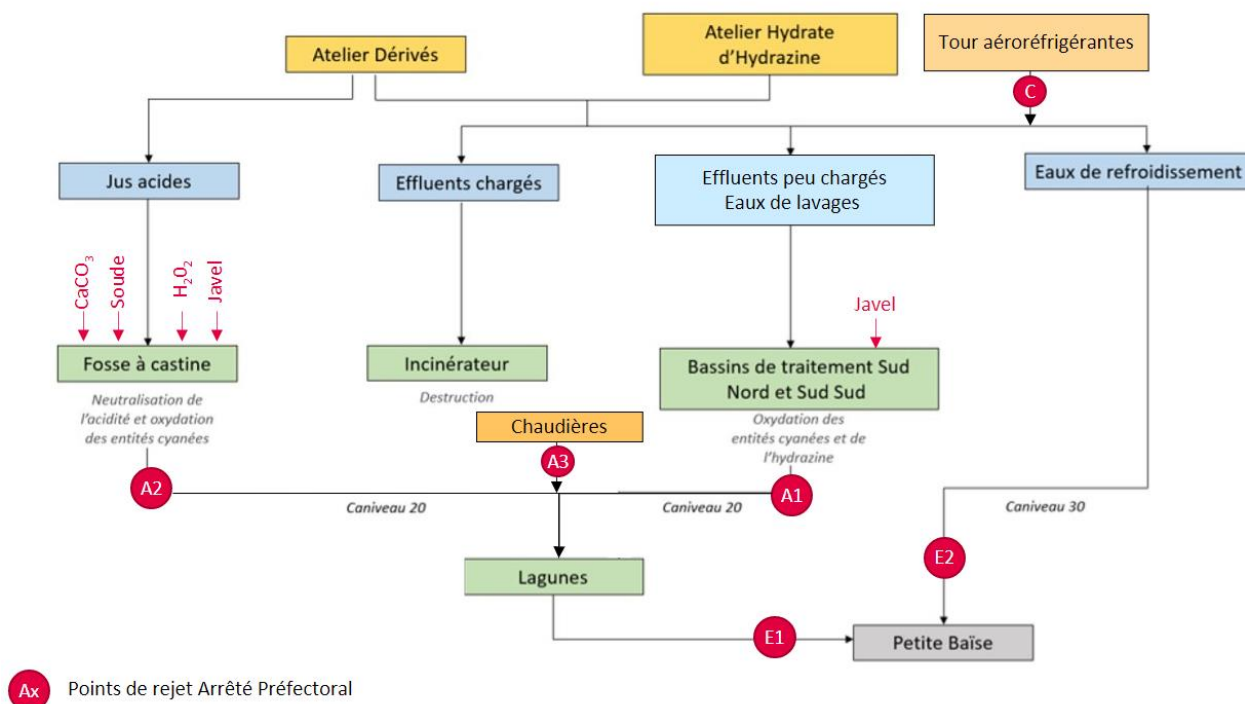 Atelier Dérivés
Atelier Hydrate
d'Hydrazine
Tour aéroréfrigérantes
C
Jus acides
Effluents chargés
Effluents peu chargés
Eaux de lavages
Eaux de refroidissement
CaCO₃
Soude
H₂0₂
Javel
Javel
Fosse à castine
Incinérateur
Bassins de traitement Sud
Nord et Sud Sud
Neutralisation de
l'acidité et oxydation
des entités cyanées
Destruction
Oxydation des
entités cyanées et de
l'hydrazine
Chaudières
A3
A2
A1
Caniveau 20
Caniveau 20
Caniveau 30
E2
Lagunes
E1
Petite Baïse
Ax
Points de rejet Arrêté Préfectoral